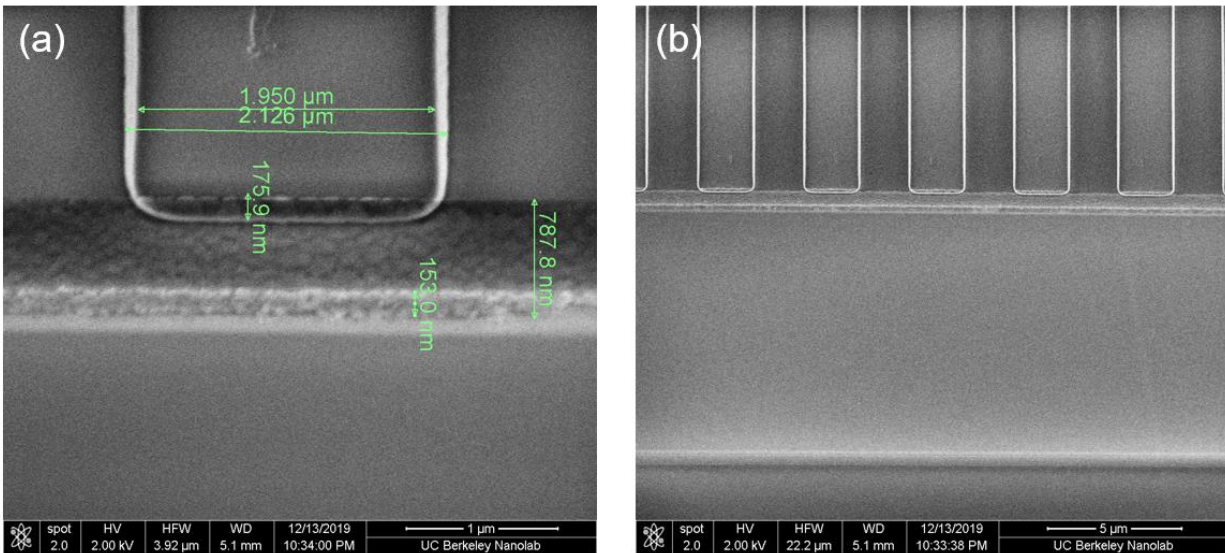 (a)
1.950 µm
2.126 µm
175.9 nm
787.8 nm
153.0 nm
spot HV HFW WD 12/13/2019 1 µm
2.0 2.00 kV 3.92 µm 5.1 mm 10:34:00 PM UC Berkeley Nanolab
(b)
spot HV HFW WD 12/13/2019 5 µm
2.0 2.00 kV 22.2 µm 5.1 mm 10:33:38 PM UC Berkeley Nanolab